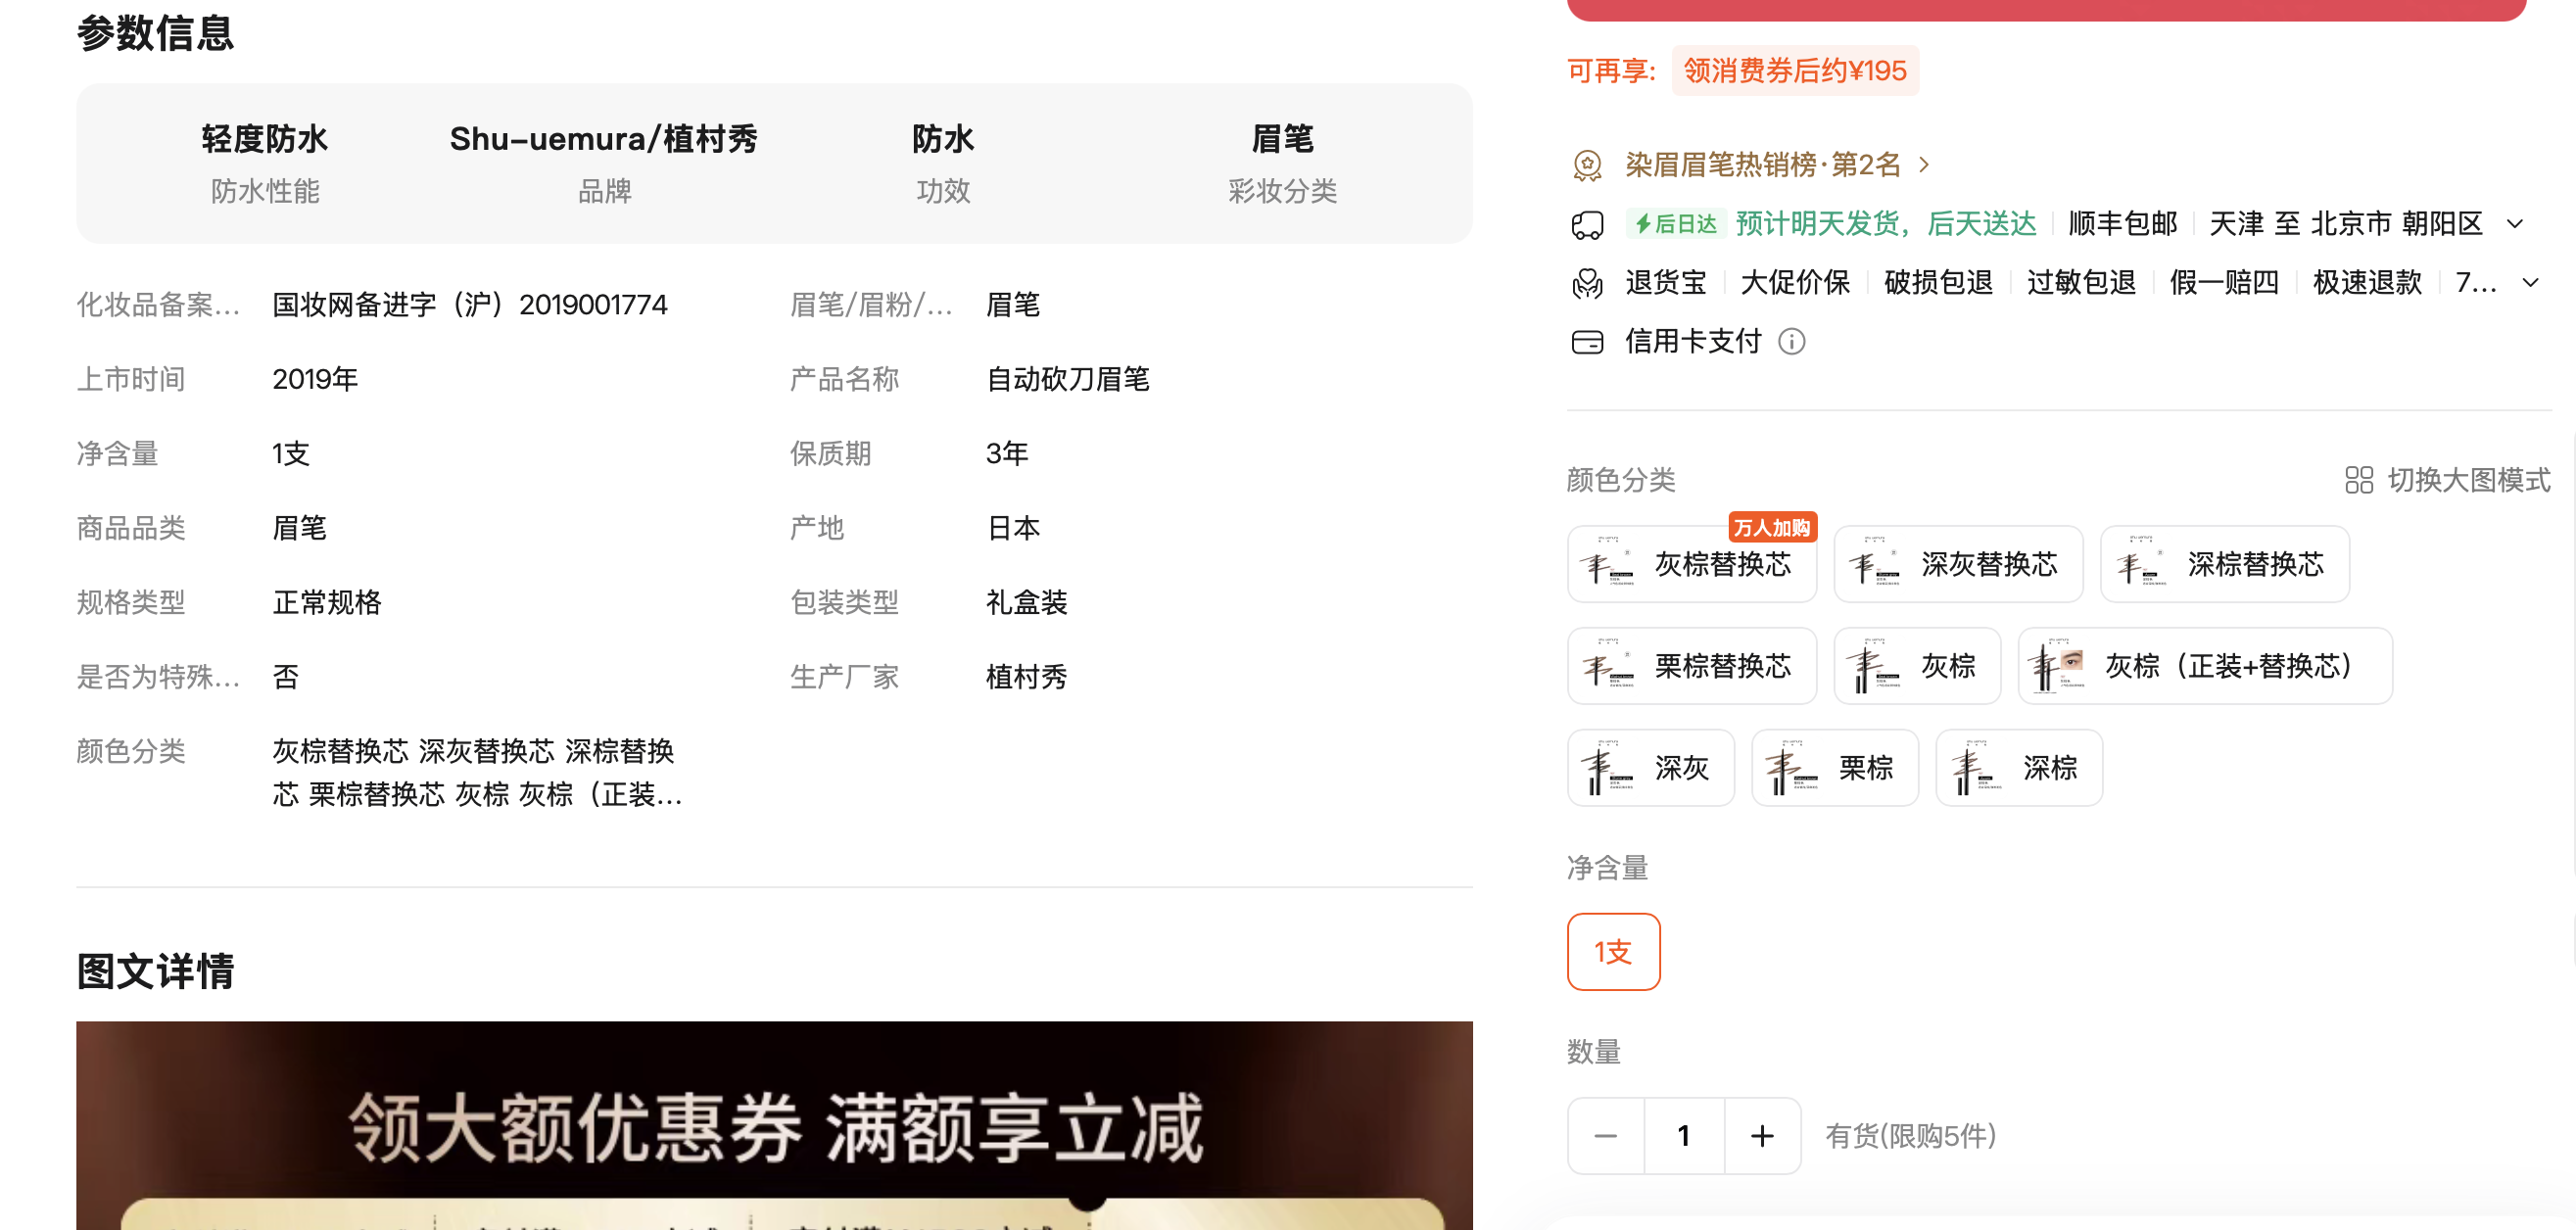 参数信息
轻度防水
防水性能
Shu-uemura/植村秀
品牌
防水
功效
眉笔
彩妆分类
化妆品备案... 国妆网备进字（沪）2019001774
眉笔/眉粉/... 眉笔
上市时间 2019年
产品名称 自动砍刀眉笔
净含量 1支
保质期 3年
商品品类 眉笔
产地 日本
规格类型 正常规格
包装类型 礼盒装
是否为特殊... 否
生产厂家 植村秀
颜色分类 灰棕替换芯 深灰替换芯 深棕替换
芯 栗棕替换芯 灰棕 灰棕（正装...
图文详情
领大额优惠券 满额享立减
可再享: 领消费券后约¥195
染眉眉笔热销榜·第2名
后日达 预计明天发货，后天送达 顺丰包邮 天津 至 北京市 朝阳区
退货宝 大促价保 破损包退 过敏包退 假一赔四 极速退款 7...
信用卡支付
颜色分类 切换大图模式
万人加购
灰棕替换芯 深灰替换芯 深棕替换芯
栗棕替换芯 灰棕 灰棕（正装+替换芯）
深灰 栗棕 深棕
净含量
1支
数量
1 有货(限购5件)